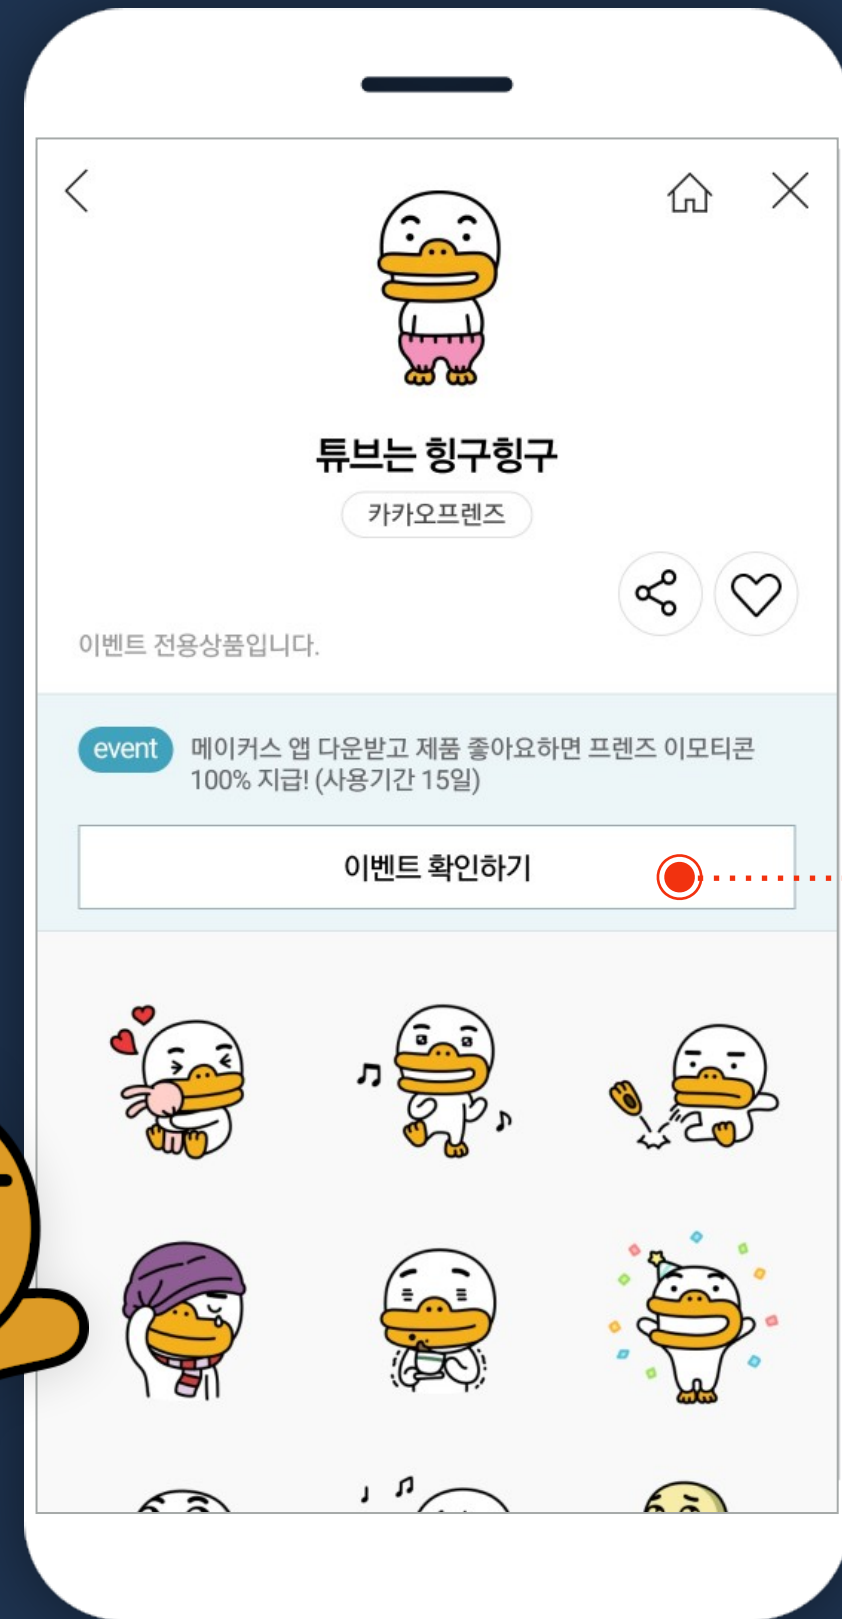 튜브는 힝구힝구
카카오프렌즈
이벤트 전용상품입니다.
event 메이커스 앱 다운받고 제품 좋아요하면 프렌즈 이모티콘
100% 지급! (사용기간 15일)
이벤트 확인하기